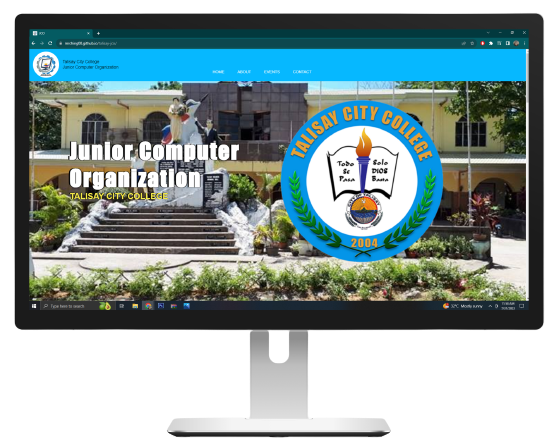 JCO
Talisay City College
Junior Computer Organization
HOME ABOUT EVENTS CONTACT
Junior Computer
Organization
TALISAY CITY COLLEGE
TALISAY CITY COLLEGE
Todo Solo
Se DIOS
Pasa Basta
2004
Type here to search
32°C Mostly sunny